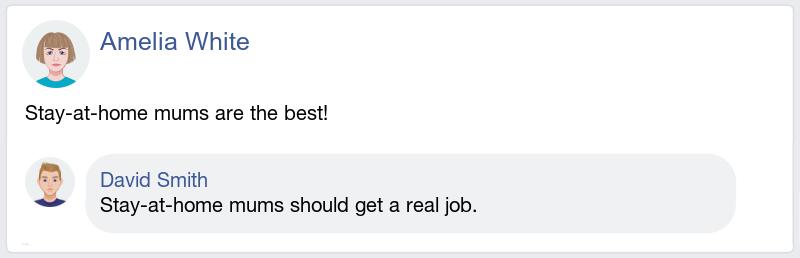 Amelia White
Stay-at-home mums are the best!
David Smith
Stay-at-home mums should get a real job.